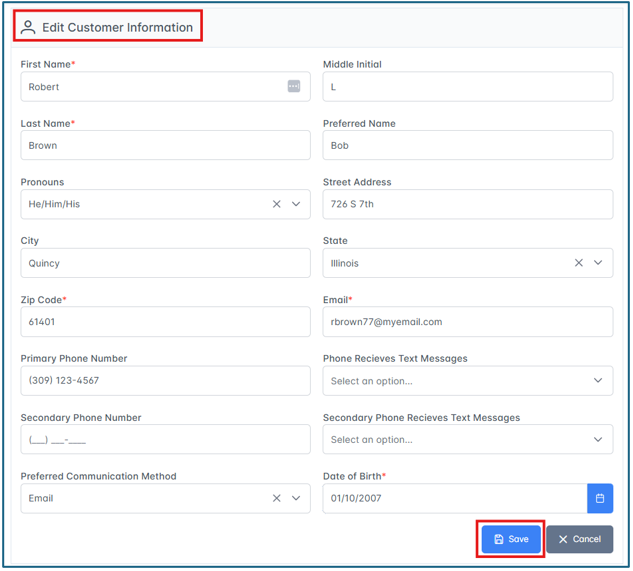 Edit Customer Information
First Name* Middle Initial
Robert L
Last Name* Preferred Name
Brown Bob
Pronouns Street Address
He/Him/His 726 S 7th
City State
Quincy Illinois
Zip Code* Email*
61401 rbrown77@myemail.com
Primary Phone Number Phone Recieves Text Messages
(309) 123-4567 Select an option...
Secondary Phone Number Secondary Phone Recieves Text Messages
(___) ___-____ Select an option...
Preferred Communication Method Date of Birth*
Email 01/10/2007
Save Cancel